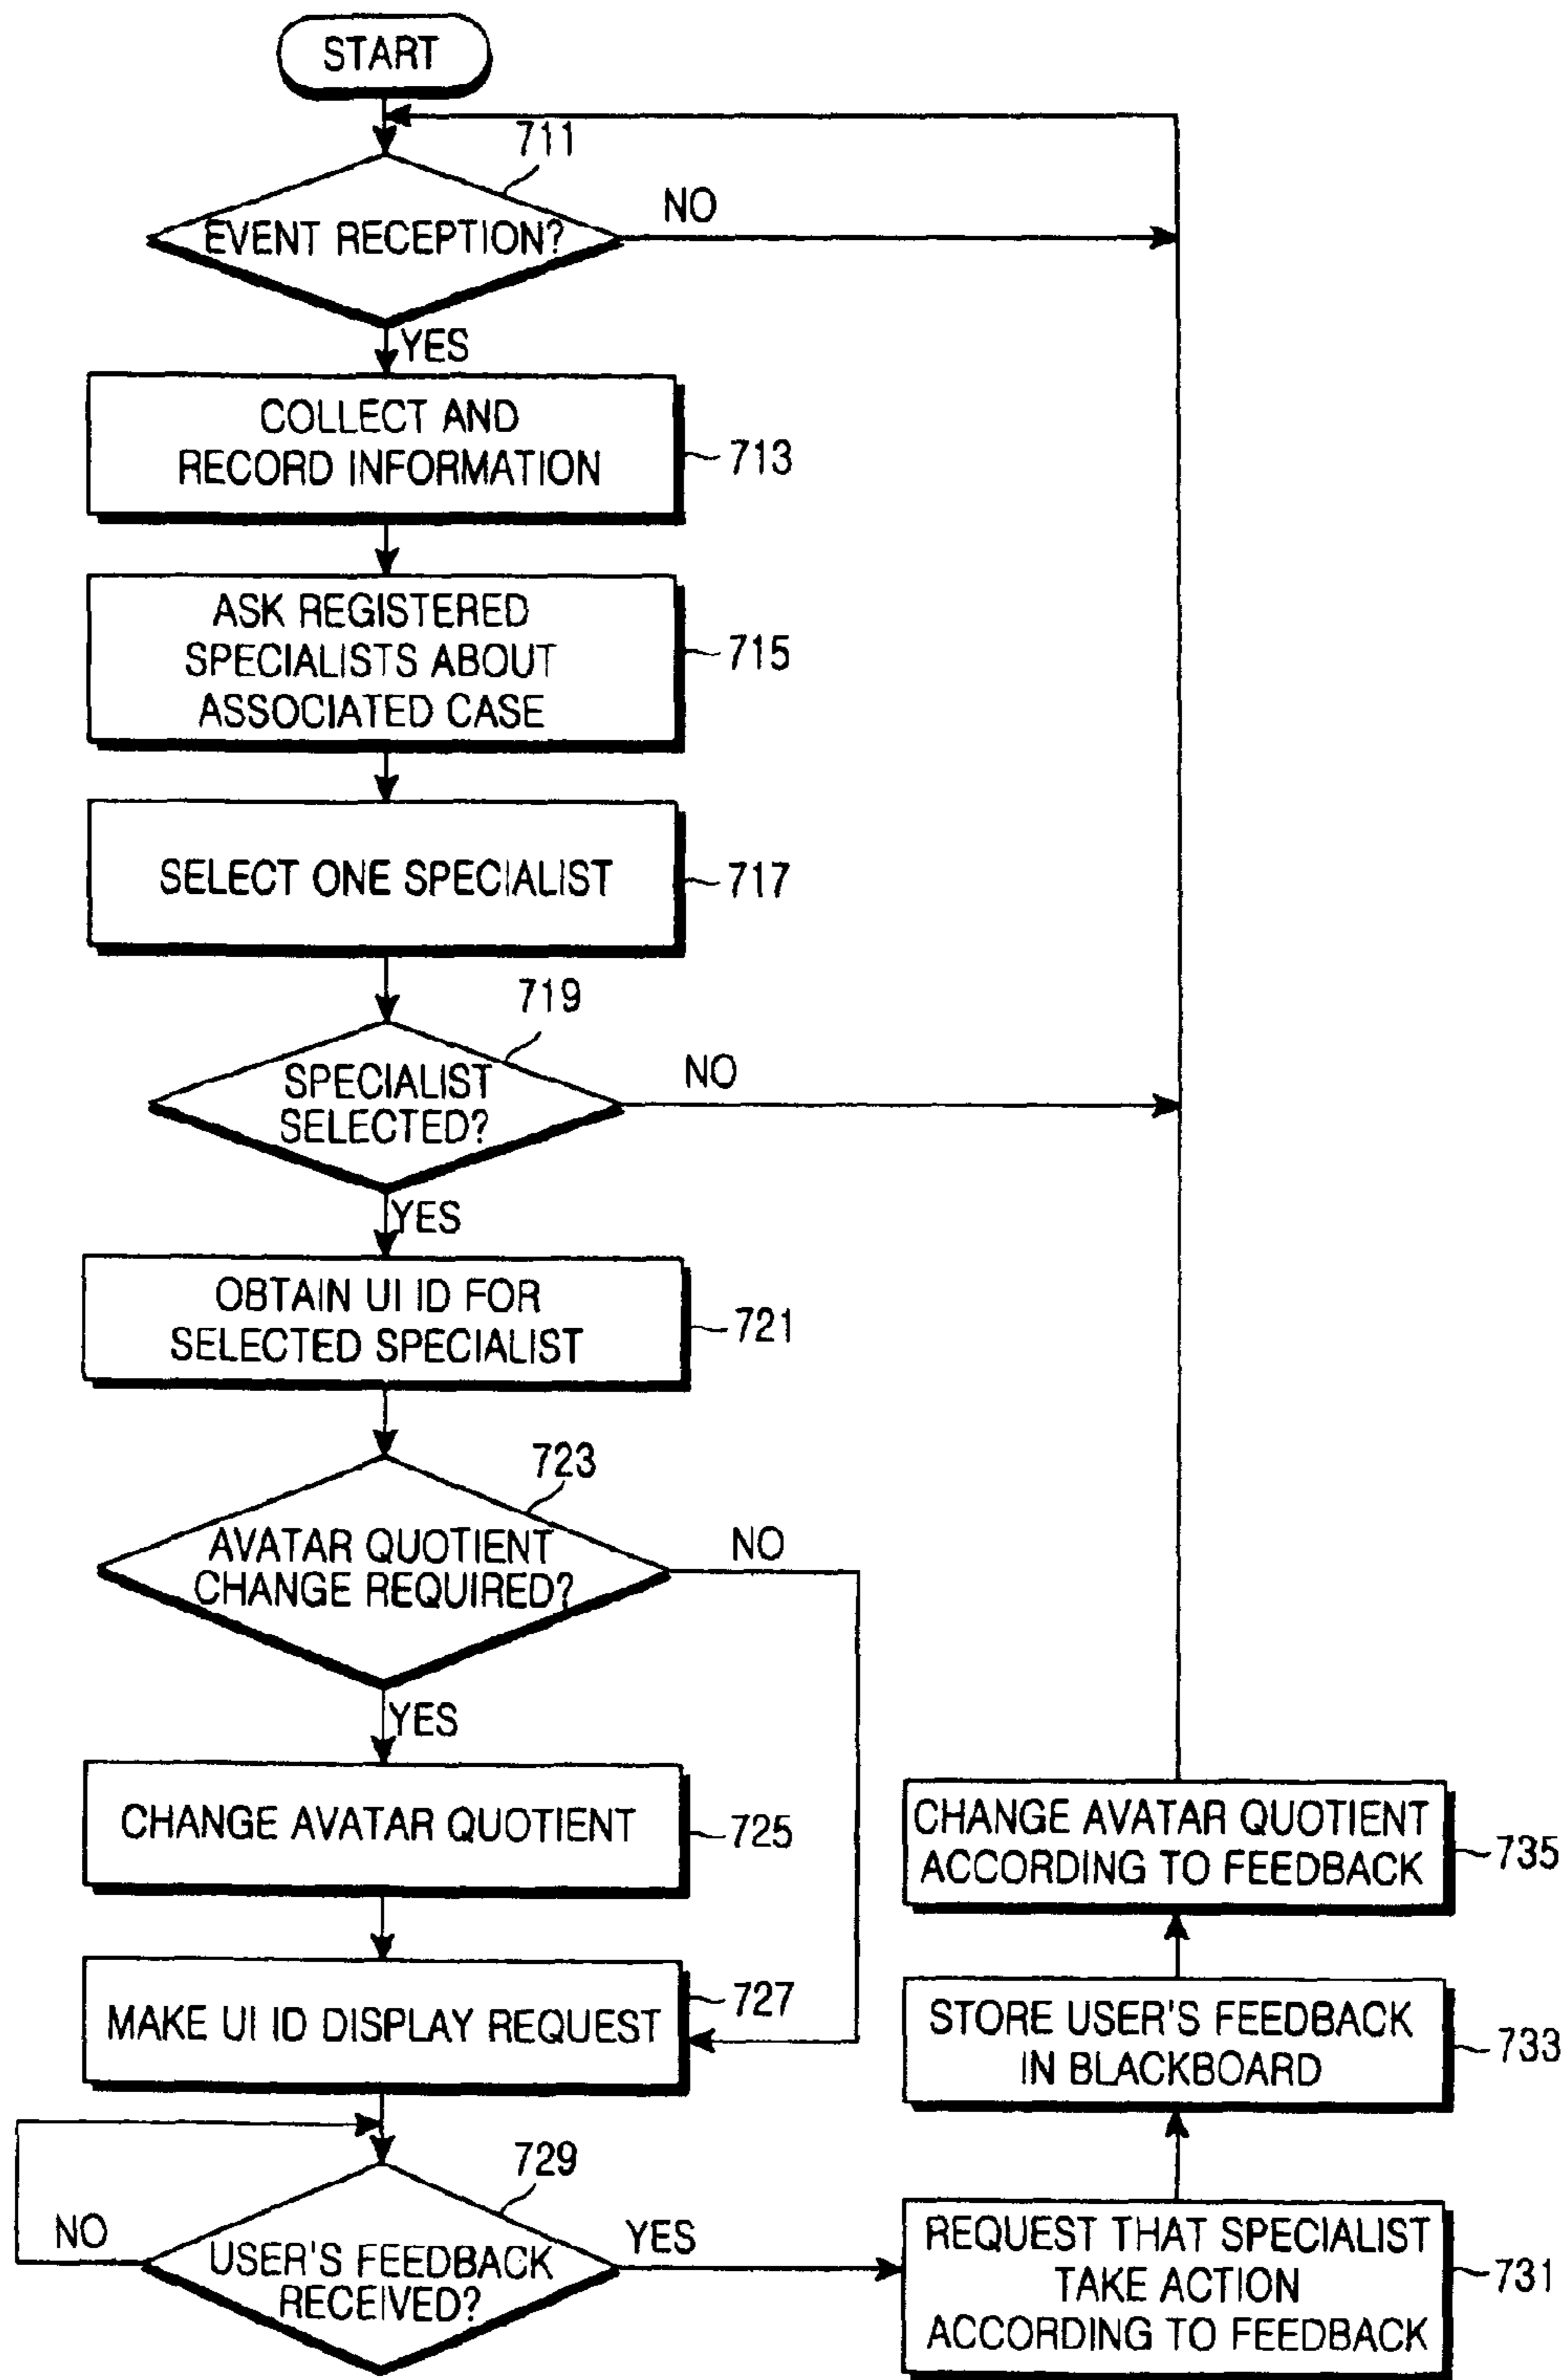 START
711
EVENT RECEPTION?
NO
YES
COLLECT AND
RECORD INFORMATION
713
ASK REGISTERED
SPECIALISTS ABOUT
ASSOCIATED CASE
715
SELECT ONE SPECIALIST
717
719
SPECIALIST
SELECTED?
NO
YES
OBTAIN UI ID FOR
SELECTED SPECIALIST
721
723
AVATAR QUOTIENT
CHANGE REQUIRED?
NO
YES
CHANGE AVATAR QUOTIENT
725
MAKE UI ID DISPLAY REQUEST
727
729
USER'S FEEDBACK
RECEIVED?
NO
YES
REQUEST THAT SPECIALIST
TAKE ACTION
ACCORDING TO FEEDBACK
731
STORE USER'S FEEDBACK
IN BLACKBOARD
733
CHANGE AVATAR QUOTIENT
ACCORDING TO FEEDBACK
735